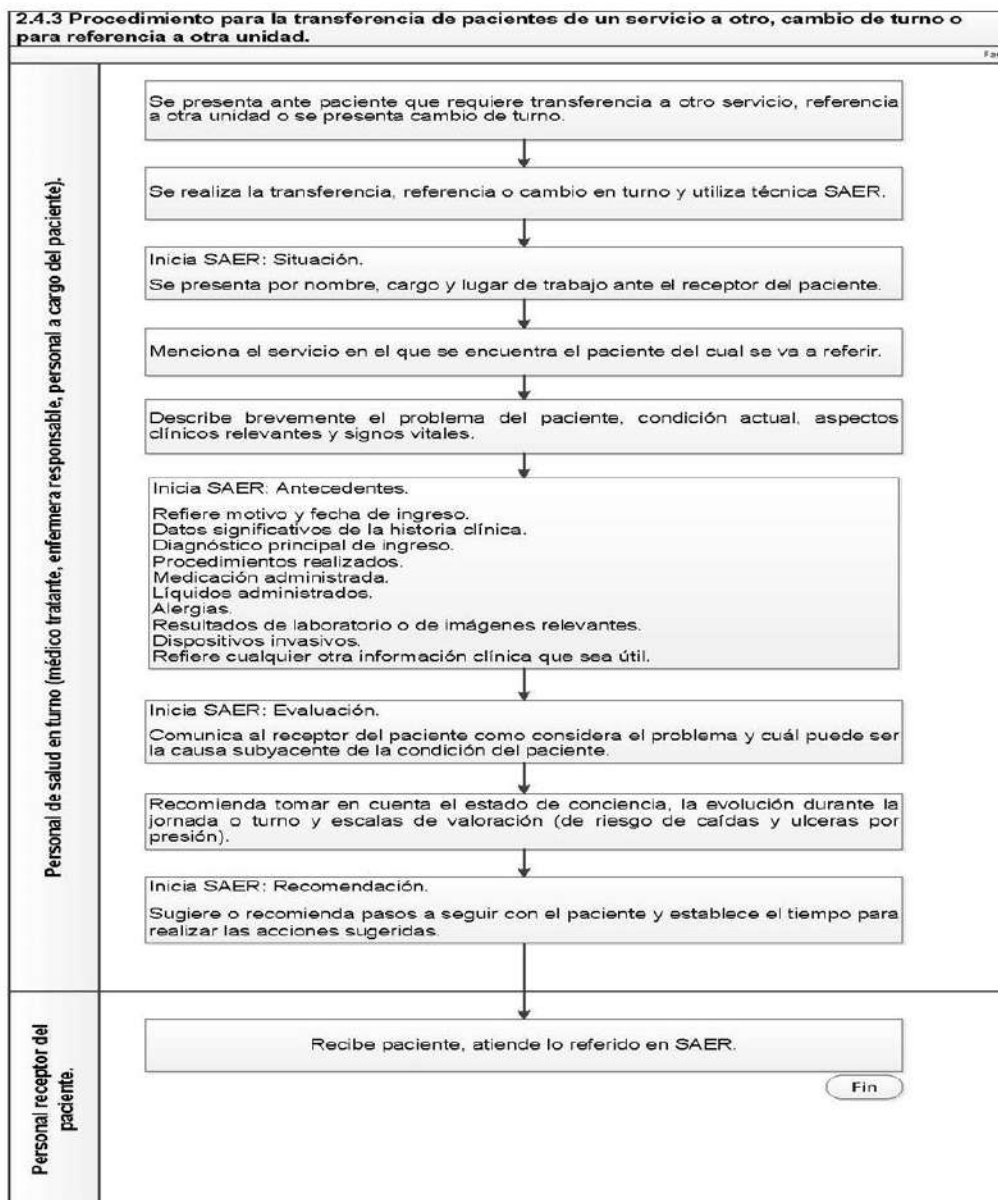 2.4.3 Procedimiento para la transferencia de pacientes de un servicio a otro, cambio de turno o
para referencia a otra unidad.
Personal de salud en turno (médico tratante, enfermera responsable, personal a cargo del paciente).
Se presenta ante paciente que requiere transferencia a otro servicio, referencia
a otra unidad o se presenta cambio de turno.
Se realiza la transferencia, referencia o cambio en turno y utiliza técnica SAER.
Inicia SAER: Situación.
Se presenta por nombre, cargo y lugar de trabajo ante el receptor del paciente.
Menciona el servicio en el que se encuentra el paciente del cual se va a referir.
Describe brevemente el problema del paciente, condición actual, aspectos
clínicos relevantes y signos vitales.
Inicia SAER: Antecedentes.
Refiere motivo y fecha de ingreso.
Datos significativos de la historia clínica.
Diagnóstico principal de ingreso.
Procedimientos realizados.
Medicación administrada.
Líquidos administrados.
Alergias.
Resultados de laboratorio o de imágenes relevantes.
Dispositivos invasivos.
Refiere cualquier otra información clínica que sea útil.
Inicia SAER: Evaluación.
Comunica al receptor del paciente como considera el problema y cuál puede ser
la causa subyacente de la condición del paciente.
Recomienda tomar en cuenta el estado de conciencia, la evolución durante la
jornada o turno y escalas de valoración (de riesgo de caídas y ulceras por
presión).
Inicia SAER: Recomendación.
Sugiere o recomienda pasos a seguir con el paciente y establece el tiempo para
realizar las acciones sugeridas.
Personal receptor del
paciente.
Recibe paciente, atiende lo referido en SAER.
Fin